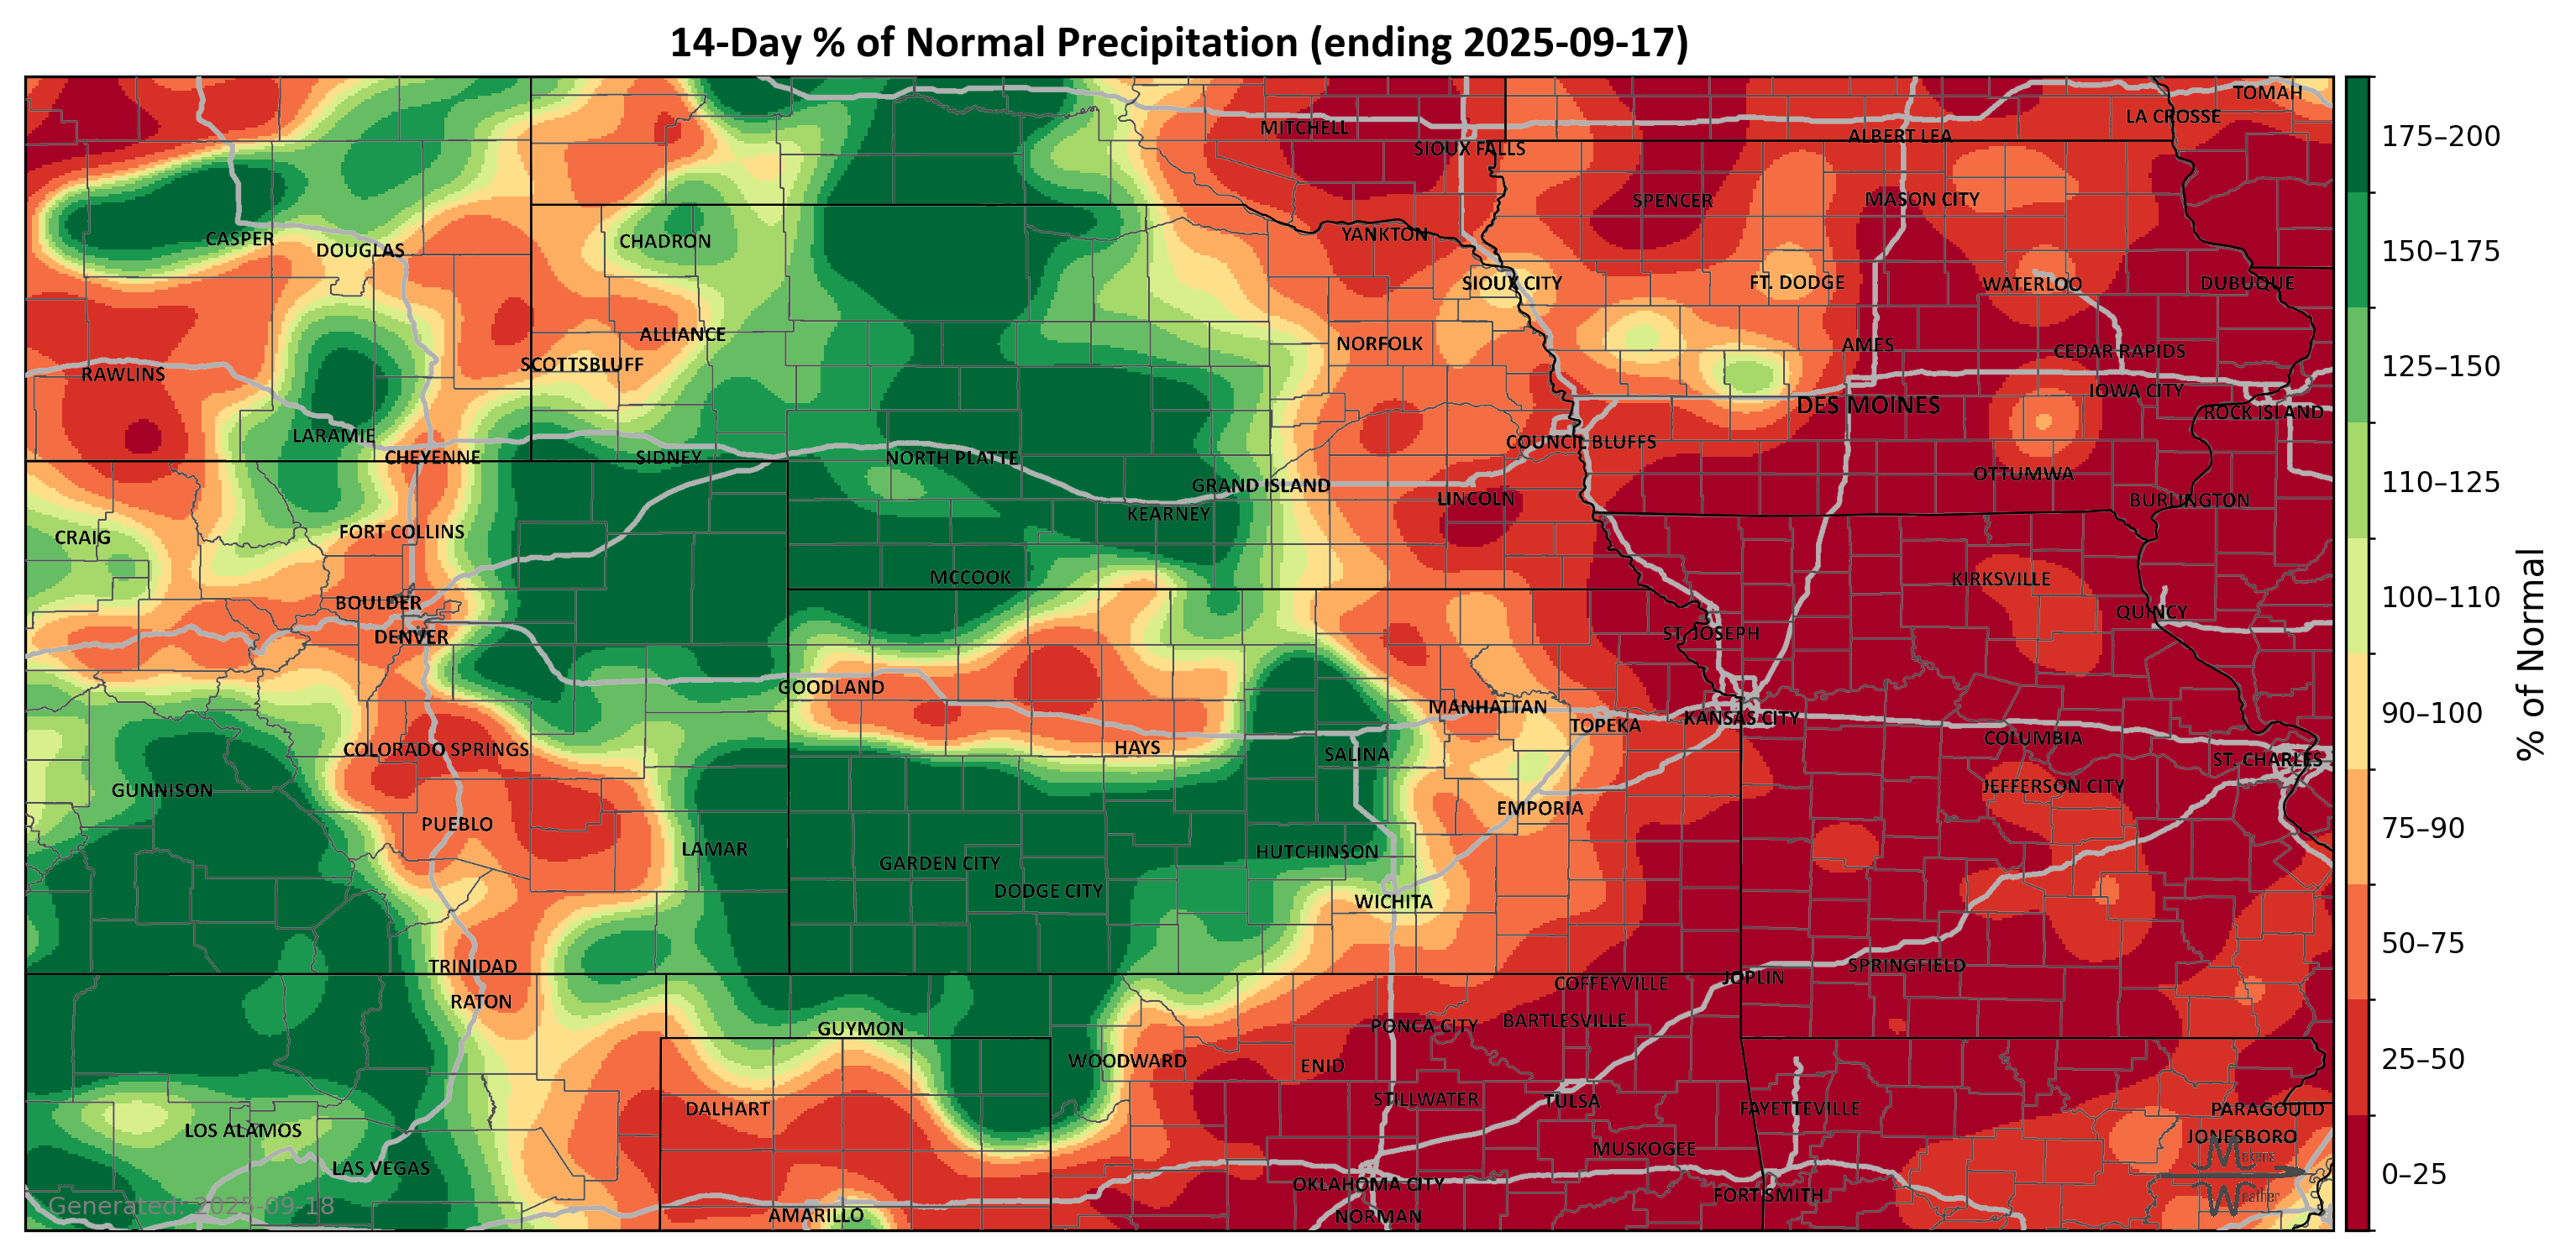 14-Day % of Normal Precipitation (ending 2025-09-17)
TOMAH
LA CROSSE
MITCHELL
ALBERT LEA
SIOUX FALLS
SPENCER
MASON CITY
YANKTON
CASPER
DOUGLAS
CHADRON
SIOUX CITY
FT. DODGE
WATERLOO
DUBUQUE
ALLIANCE
NORFOLK
AMES
CEDAR RAPIDS
SCOTTSBLUFF
RAWLINS
IOWA CITY
DES MOINES
ROCK ISLAND
LARAMIE
COUNCIL BLUFFS
CHEYENNE
SIDNEY
NORTH PLATTE
OTTUMWA
GRAND ISLAND
LINCOLN
BURLINGTON
KEARNEY
CRAIG
FORT COLLINS
MCCOOK
KIRKSVILLE
BOULDER
QUINCY
DENVER
ST. JOSEPH
GOODLAND
MANHATTAN
TOPEKA
KANSAS CITY
COLUMBIA
COLORADO SPRINGS
HAYS
SALINA
ST. CHARLES
GUNNISON
JEFFERSON CITY
EMPORIA
PUEBLO
LAMAR
HUTCHINSON
GARDEN CITY
DODGE CITY
WICHITA
TRINIDAD
SPRINGFIELD
JOPLIN
COFFEYVILLE
RATON
GUYMON
PONCA CITY
BARTLESVILLE
WOODWARD
ENID
STILLWATER
TULSA
DALHART
FAYETTEVILLE
PARAGOULD
LOS ALAMOS
JONESBORO
MUSKOGEE
LAS VEGAS
OKLAHOMA CITY
FORT SMITH
AMARILLO
NORMAN
Generated: 2025-09-18
Makens
Weather
175–200
150–175
125–150
110–125
100–110
90–100
75–90
50–75
25–50
0–25
% of Normal